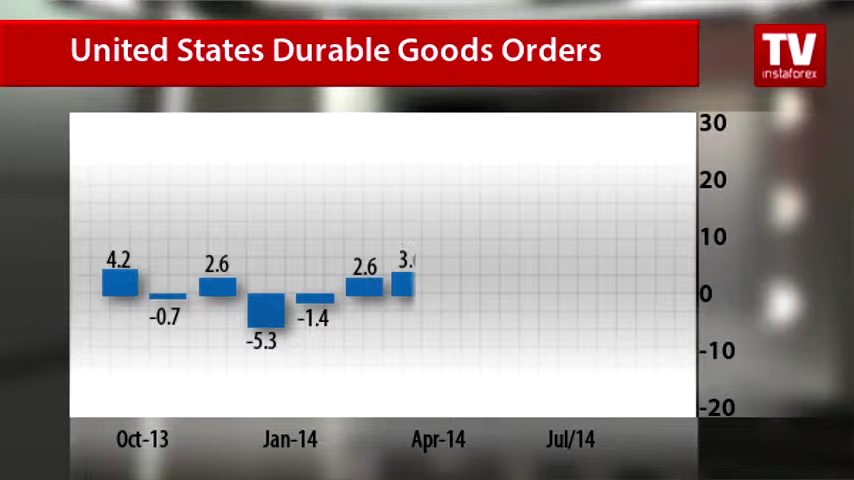 United States Durable Goods Orders
TV
instaforex
30
20
10
0
-10
-20
4.2
-0.7
2.6
-5.3
-1.4
2.6
3.
Oct-13
Jan-14
Apr-14
Jul/14